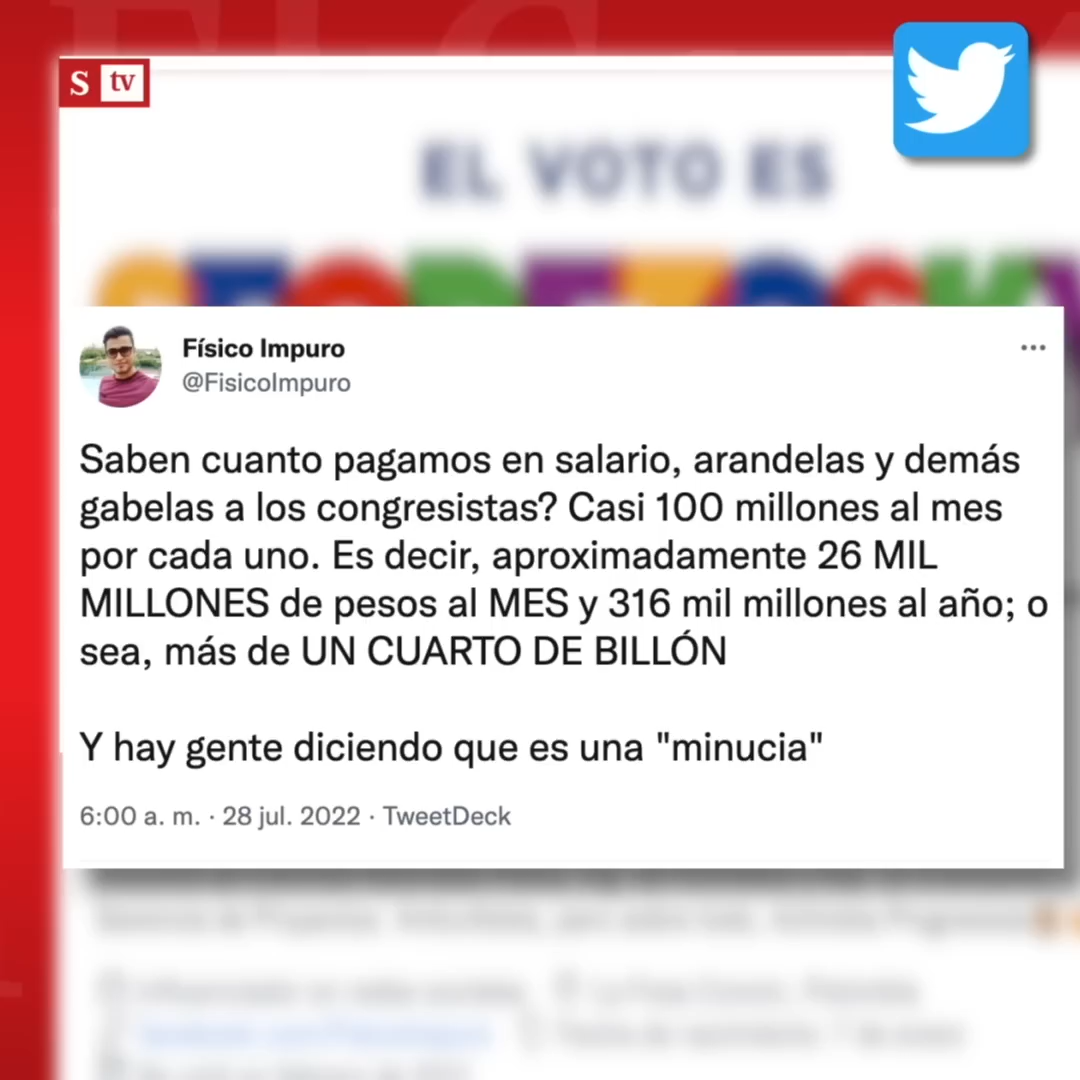 S tv
EL VOTO ES
Físico Impuro
@FisicoImpuro
Saben cuanto pagamos en salario, arandelas y demás
gabelas a los congresistas? Casi 100 millones al mes
por cada uno. Es decir, aproximadamente 26 MIL
MILLONES de pesos al MES y 316 mil millones al año; o
sea, más de UN CUARTO DE BILLÓN
Y hay gente diciendo que es una "minucia"
6:00 a. m. · 28 jul. 2022 · TweetDeck